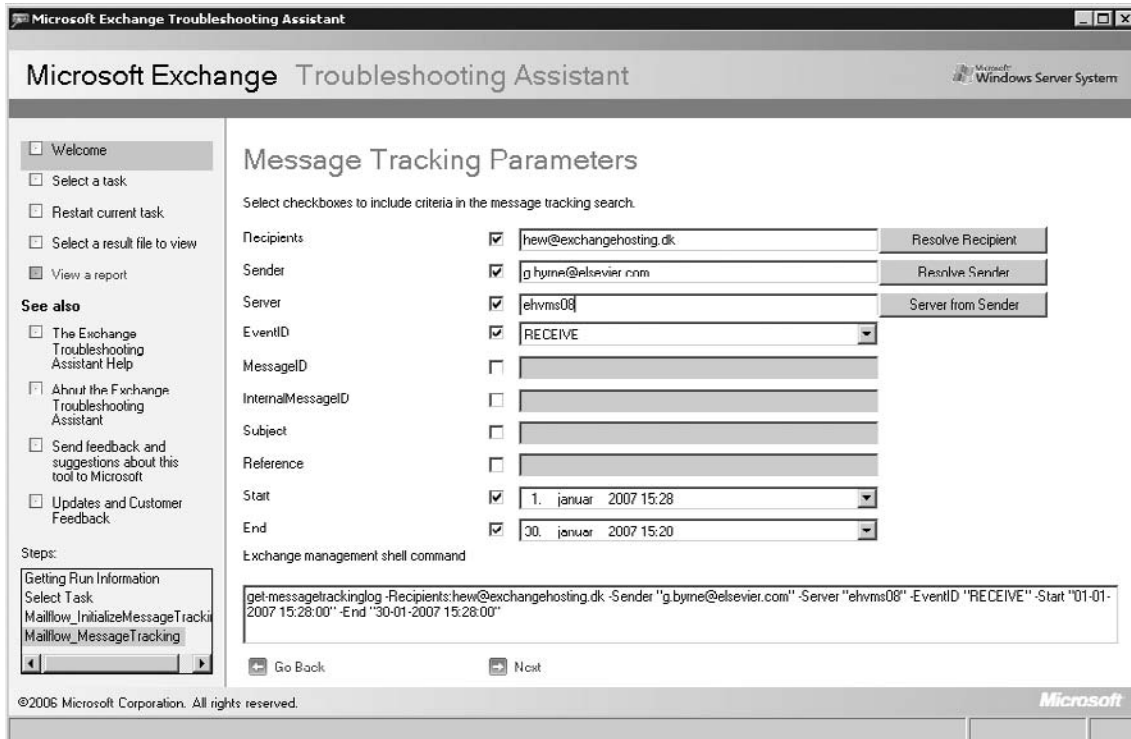 Microsoft Exchange Troubleshooting Assistant
Microsoft Exchange Troubleshooting Assistant
Microsoft
Windows Server System
Welcome
Select a task
Restart current task
Select a result file to view
View a report
See also
The Exchange
Troubleshooting
Assistant Help
About the Exchange
Troubleshooting
Assistant
Send feedback and
suggestions about this
tool to Microsoft
Updates and Customer
Feedback
Steps:
Getting Run Information
Select Task
Mailflow_InitializeMessageTracki
Mailflow_MessageTracking
Message Tracking Parameters
Select checkboxes to include criteria in the message tracking search.
Recipients hew@exchangehosting.dk Resolve Recipient
Sender g.byrne@elsevier.com Resolve Sender
Server ehvms08 Server from Sender
EventID RECEIVE
MessageID
InternalMessageID
Subject
Reference
Start 1. januar 2007 15:28
End 30. januar 2007 15:28
Exchange management shell command
get-messagetrackinglog -Recipients:hew@exchangehosting.dk -Sender "g.byrne@elsevier.com" -Server "ehvms08" -EventID "RECEIVE" -Start "01-01-
2007 15:28:00" -End "30-01-2007 15:28:00"
Go Back Next
©2006 Microsoft Corporation. All rights reserved. Microsoft